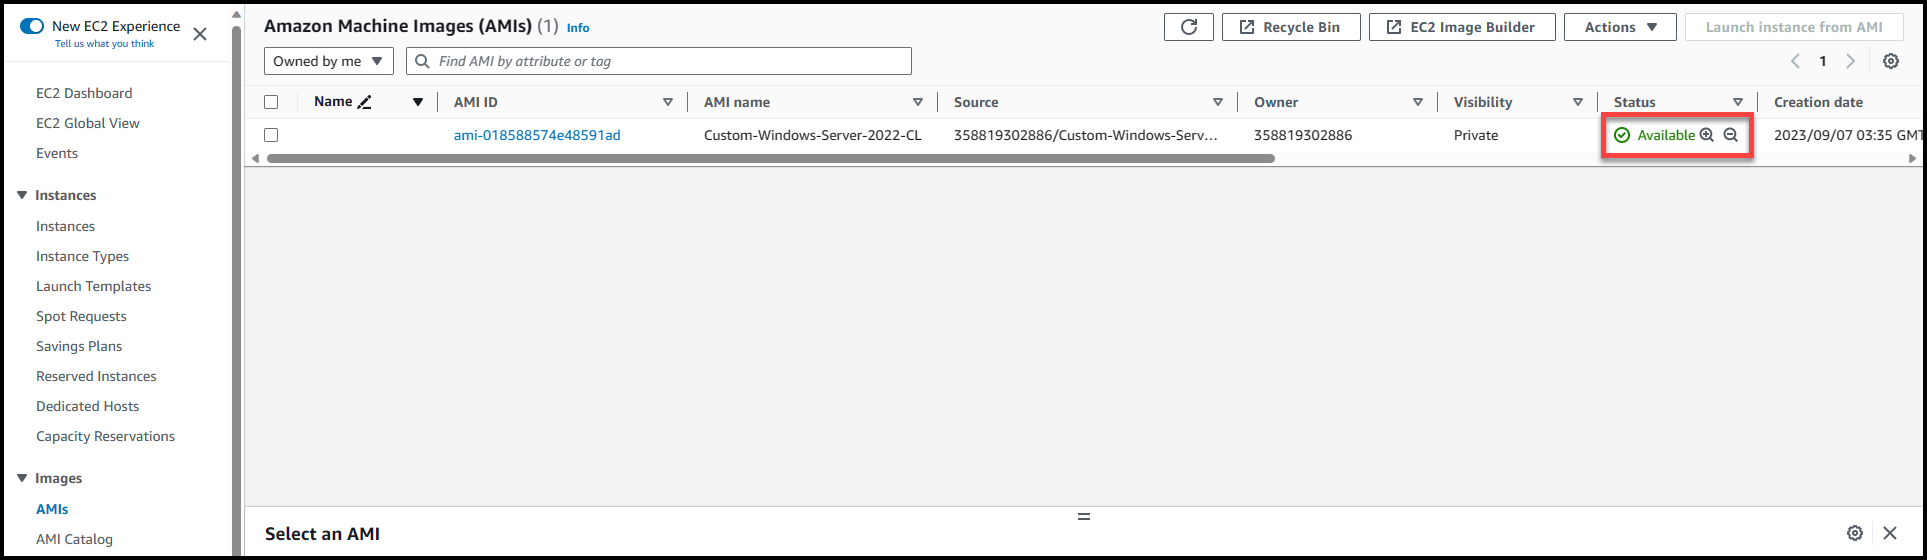 New EC2 Experience
Tell us what you think
EC2 Dashboard
EC2 Global View
Events
Instances
Instances
Instance Types
Launch Templates
Spot Requests
Savings Plans
Reserved Instances
Dedicated Hosts
Capacity Reservations
Images
AMIs
AMI Catalog
Amazon Machine Images (AMIs) (1) Info
Recycle Bin EC2 Image Builder Actions Launch instance from AMI
Owned by me Find AMI by attribute or tag 1
Name AMI ID AMI name Source Owner Visibility Status Creation date
ami-018588574e48591ad Custom-Windows-Server-2022-CL 358819302886/Custom-Windows-Serv... 358819302886 Private Available 2023/09/07 03:35 GMT
Select an AMI